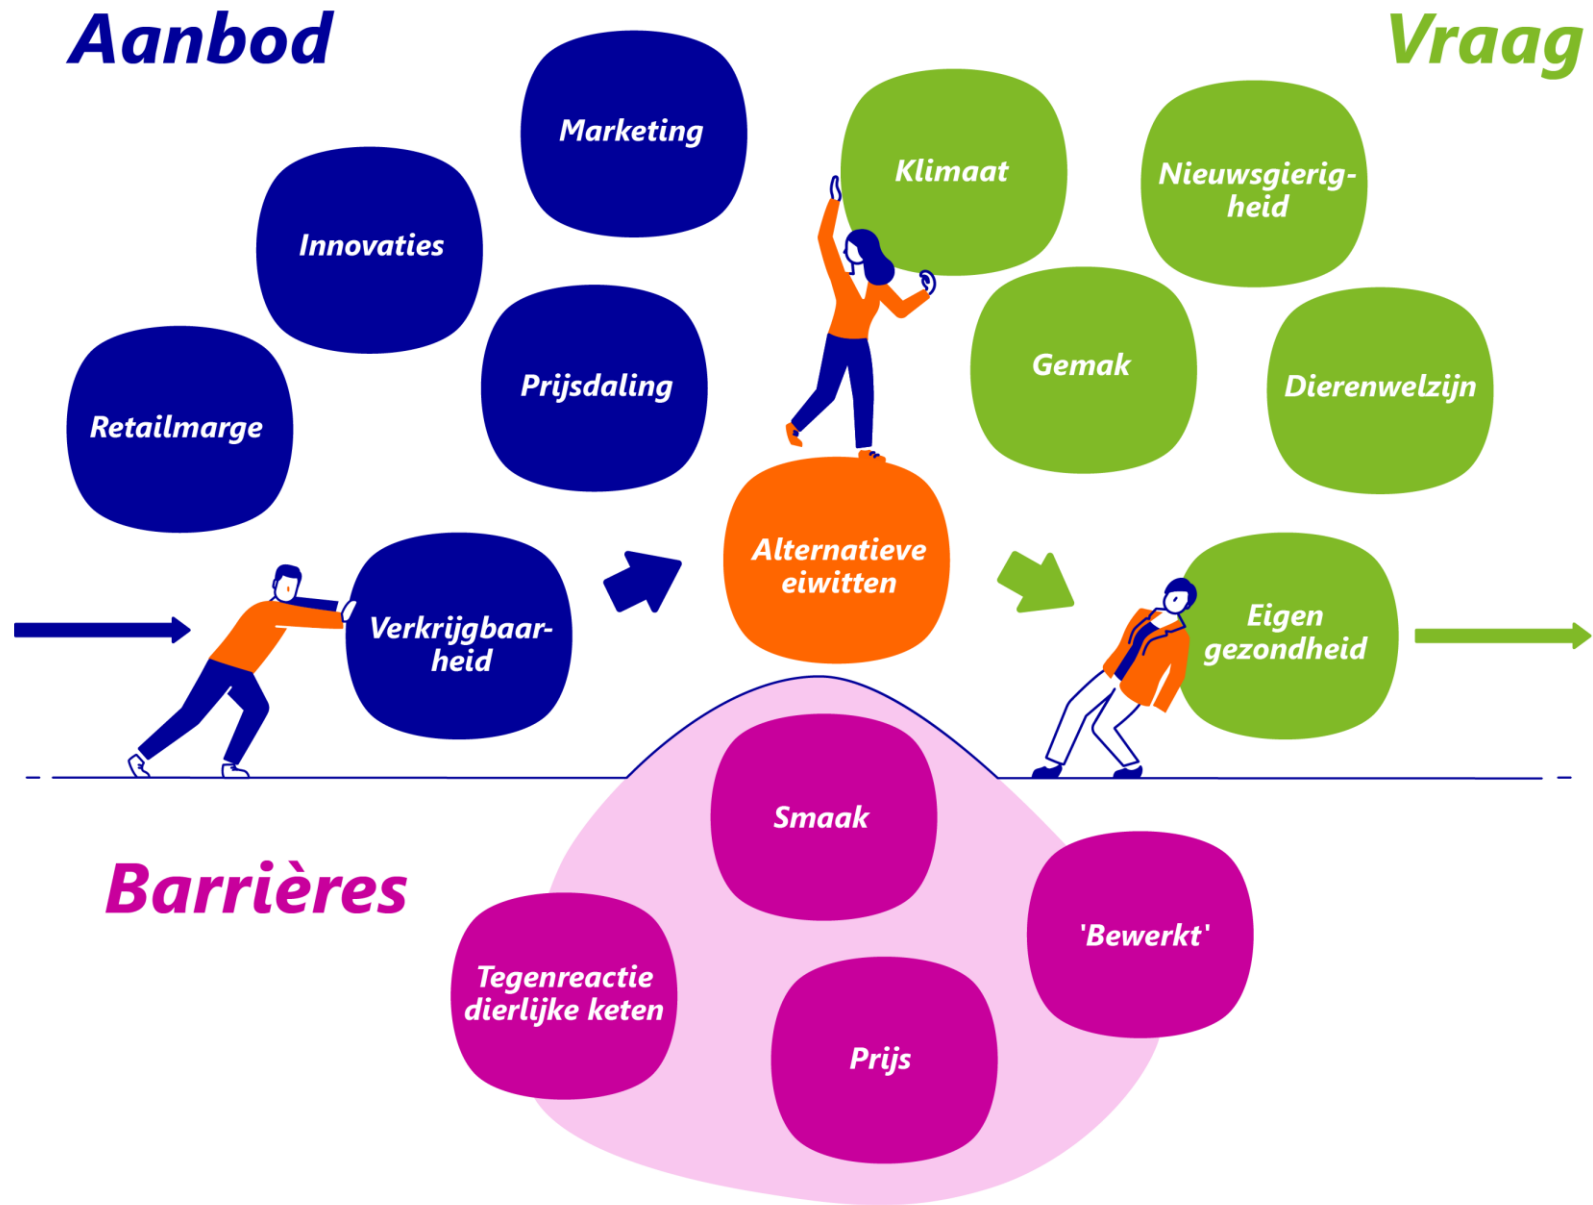 Aanbod
Vraag
Marketing
Klimaat
Nieuwsgierig-
heid
Innovaties
Prijsdaling
Gemak
Dierenwelzijn
Retailmarge
Alternatieve
eiwitten
Verkrijgbaar-
heid
Eigen
gezondheid
Barrières
Smaak
'Bewerkt'
Tegenreactie
dierlijke keten
Prijs